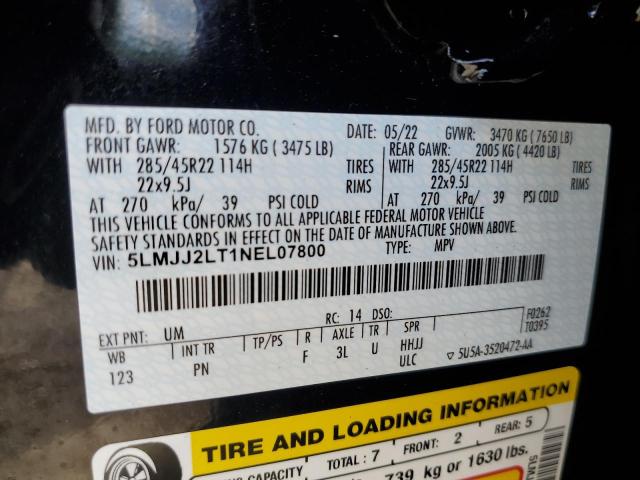 MFD. BY FORD MOTOR CO. DATE: 05/22 GVWR: 3470 KG (7650 LB)
FRONT GAWR: 1576 KG (3475 LB) REAR GAWR: 2005 KG (4420 LB)
WITH 285/45R22 114H TIRES WITH 285/45R22 114H TIRES
22x9.5J RIMS 22x9.5J RIMS
AT 270 kPa/ 39 PSI COLD AT 270 kPa/ 39 PSI COLD
THIS VEHICLE CONFORMS TO ALL APPLICABLE FEDERAL MOTOR VEHICLE
SAFETY STANDARDS IN EFFECT ON THE DATE OF MANUFACTURE SHOWN ABOVE.
VIN: 5LMJJ2LT1NEL07800 TYPE: MPV
F0262
T0395
EXT PNT: UM RC: 14 DSO:
WB INT TR TP/PS R AXLE TR SPR
123 PN F 3L U HHJJ
ULC
▽ 5U5A-3520472-AA
TIRE AND LOADING INFORMATION
CAPACITY TOTAL: 7 FRONT: 2 REAR: 5
739 kg or 1630 lbs.